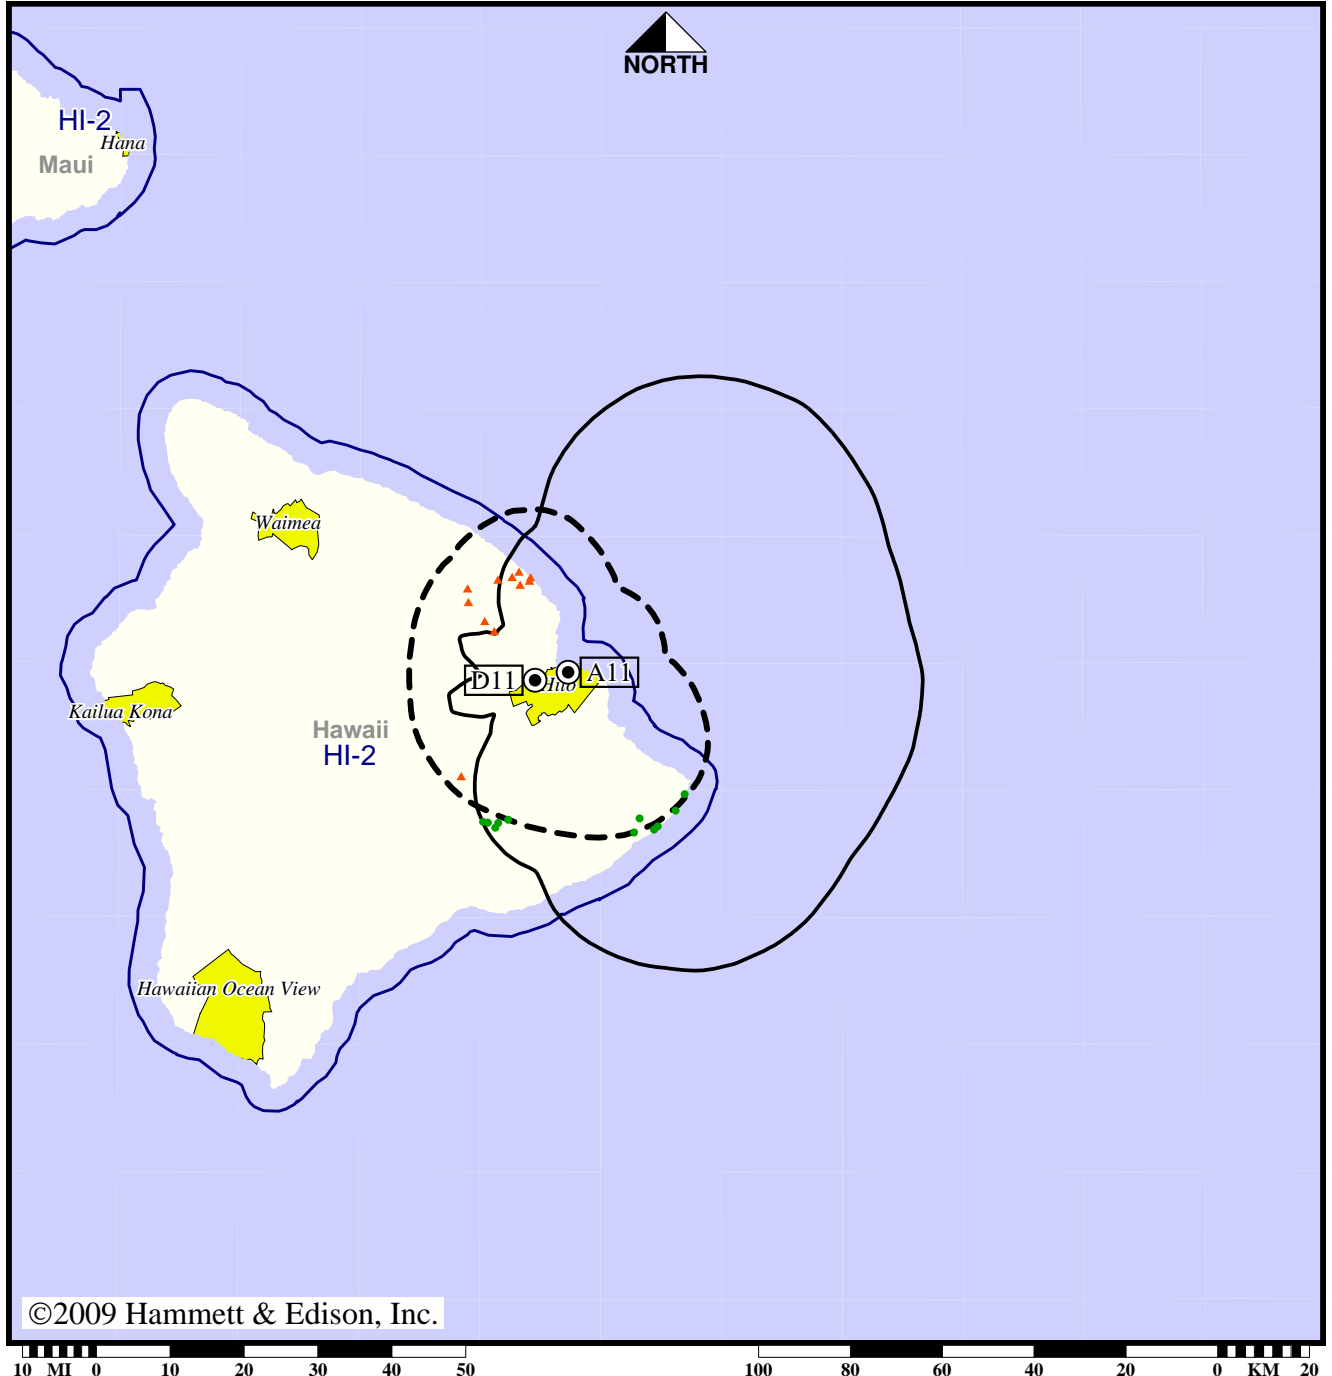 NORTH
HI-2
Hana
Maui
Waimea
D11
A11
Hilo
Kailua Kona
Hawaii
HI-2
Hawaiian Ocean View
©2009 Hammett & Edison, Inc.
10 MI 0 10 20 30 40 50 100 80 60 40 20 0 KM 20